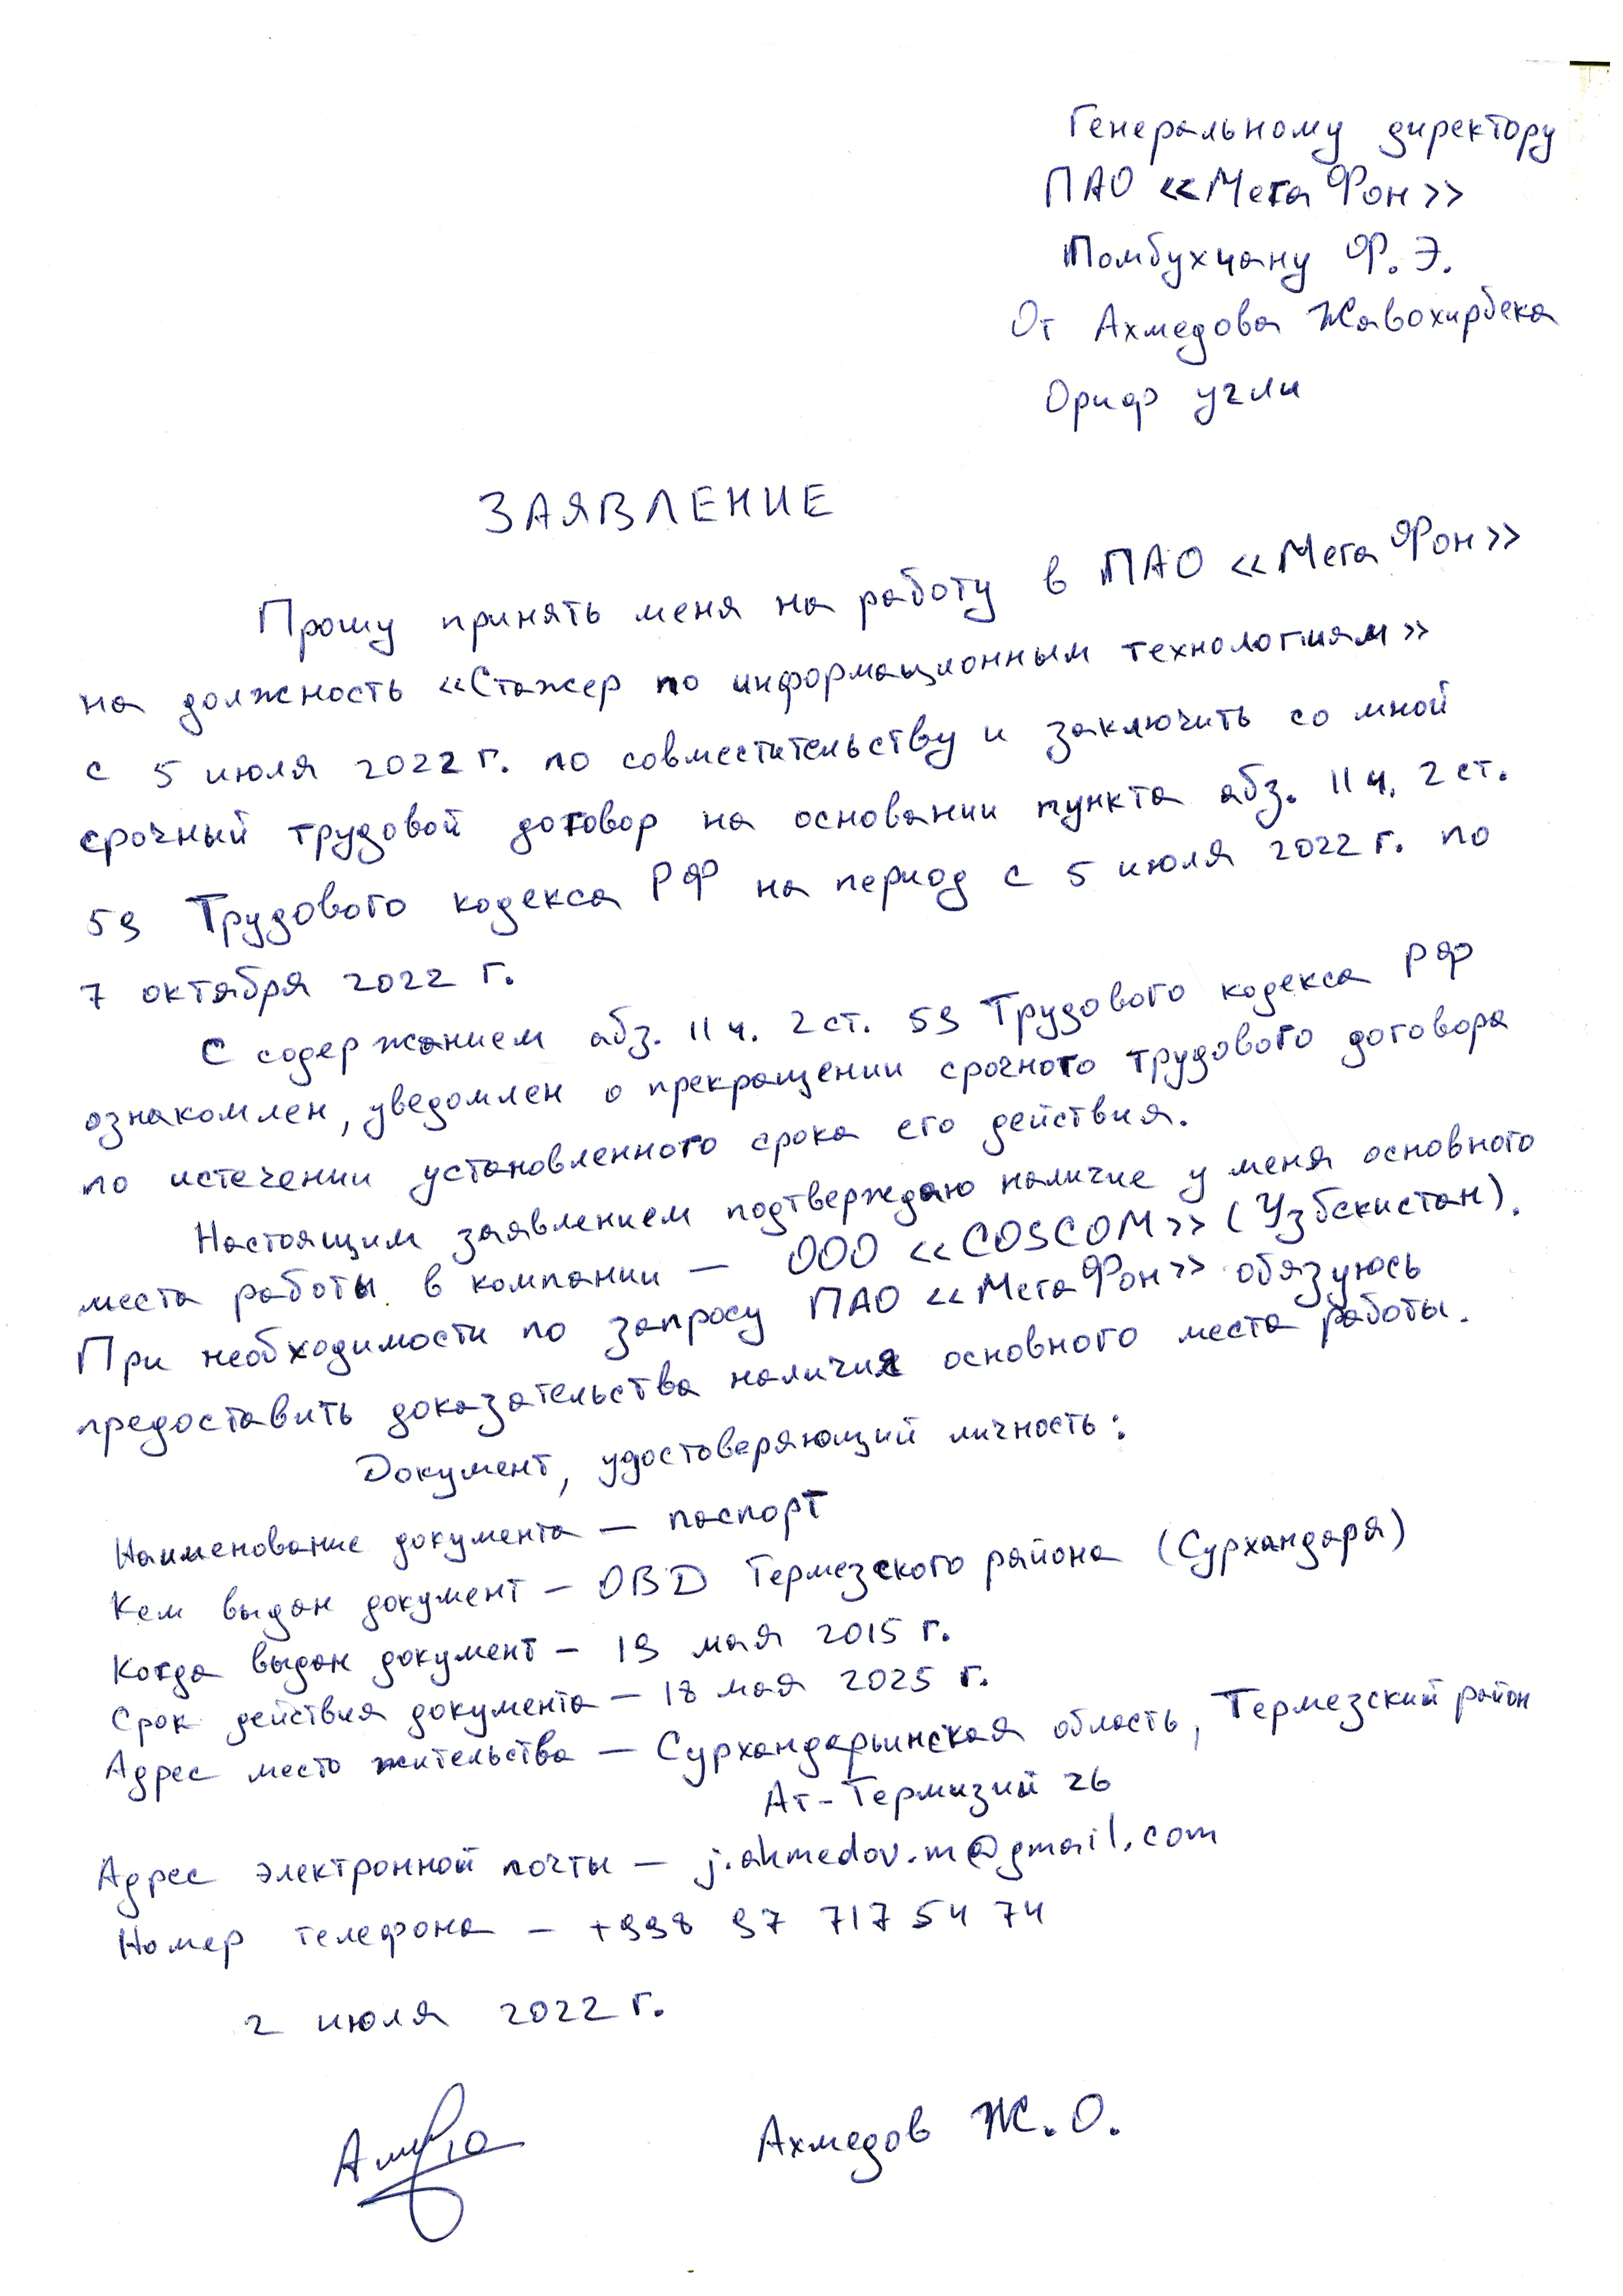 Генеральному директору
ПАО «МегаФон»
Томбухчану Ф. Э.
От Ахмедова Жавохирбека
Ориф угли
ЗАЯВЛЕНИЕ
Прошу принять меня на работу в ПАО «МегаФон»
на должность «Стажер по информационным технологиям»
с 5 июля 2022 г. по совместительству и заключить со мной
срочный трудовой договор на основании пункта абз. 11 ч. 2 ст.
59 Трудового кодекса РФ на период с 5 июля 2022 г. по
7 октября 2022 г.
С содержанием абз. 11 ч. 2 ст. 59 Трудового кодекса РФ
ознакомлен, уведомлен о прекращении срочного трудового договора
по истечении установленного срока его действия.
Настоящим заявлением подтверждаю наличие у меня основного
места работы в компании — ООО «COSCOM» (Узбекистан).
При необходимости по запросу ПАО «МегаФон» обязуюсь
предоставить доказательства наличия основного места работы.
Документ, удостоверяющий личность:
Наименование документа — паспорт
Кем выдан документ — ОВД Термезского района (Сурхандаря)
Когда выдан документ — 19 мая 2015 г.
Срок действия документа — 18 мая 2025 г.
Адрес место жительства — Сурхандарьинская область, Термезский район
Ат-Термизий 26
Адрес электронной почты — j.ahmedov.m@gmail.com
Номер телефона — +998 97 717 54 74
2 июля 2022 г.
Ахмедов Ж. О.